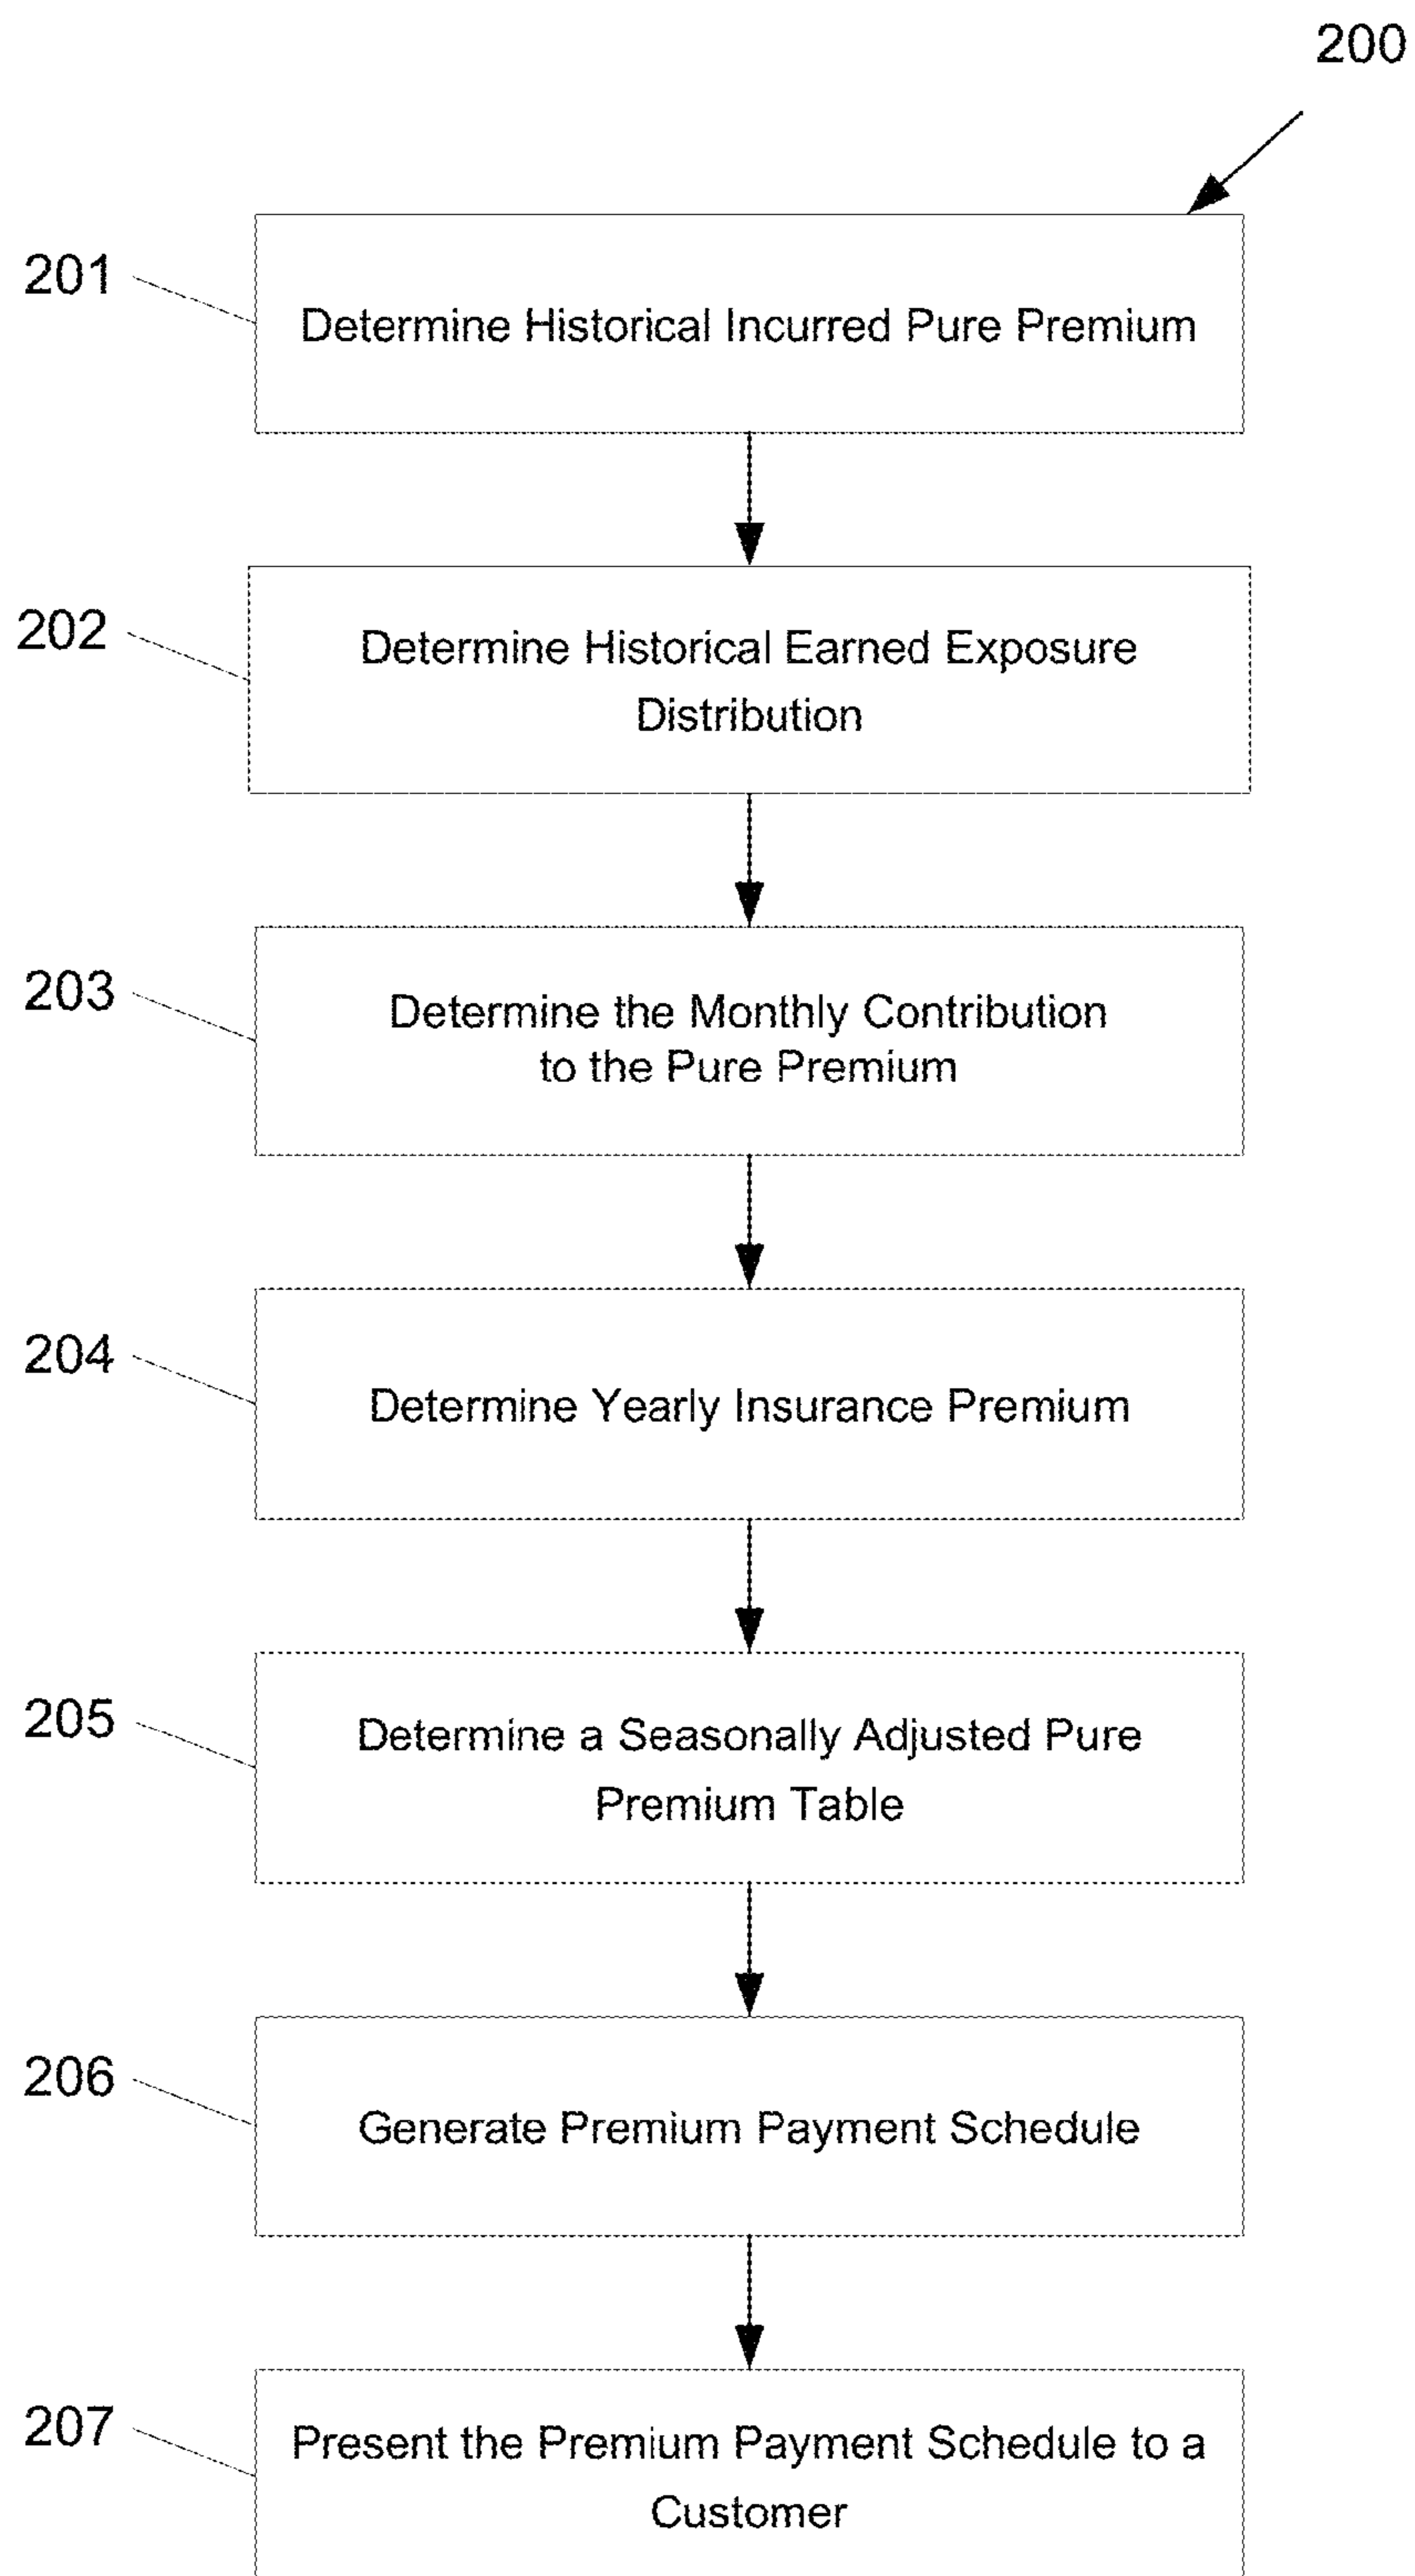 200
201
Determine Historical Incurred Pure Premium
202
Determine Historical Earned Exposure
Distribution
203
Determine the Monthly Contribution
to the Pure Premium
204
Determine Yearly Insurance Premium
205
Determine a Seasonally Adjusted Pure
Premium Table
206
Generate Premium Payment Schedule
207
Present the Premium Payment Schedule to a
Customer